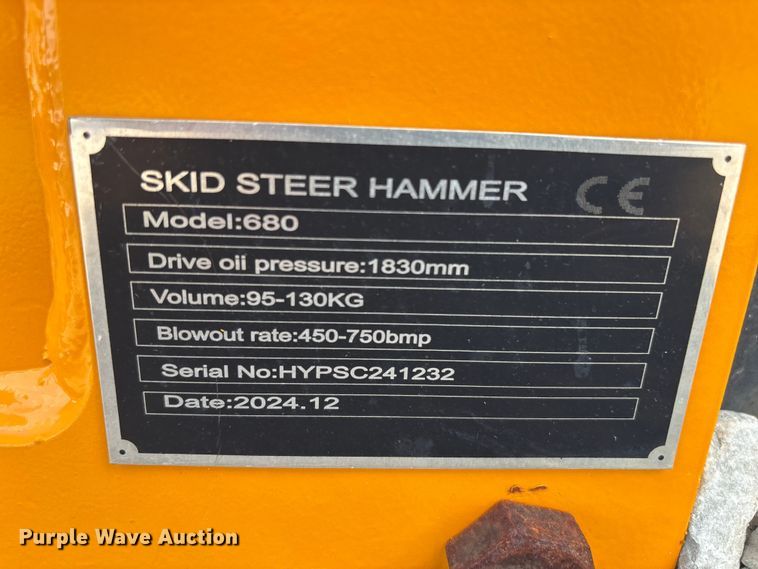 SKID STEER HAMMER
CE
Model:680
Drive oil pressure:1830mm
Volume:95-130KG
Blowout rate:450-750bmp
Serial No:HYPSC241232
Date:2024.12
Purple Wave Auction